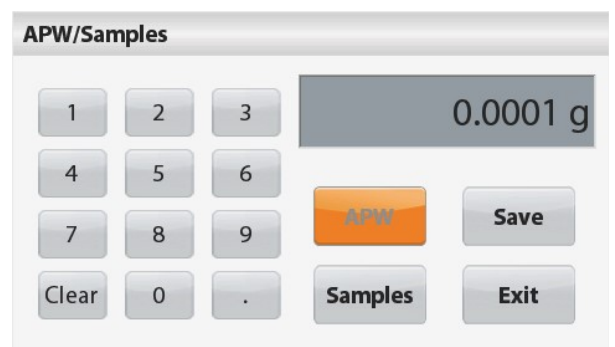 APW/Samples
0.0001 g
1 2 3
4 5 6
7 8 9
Clear 0 .
APW Save
Samples Exit